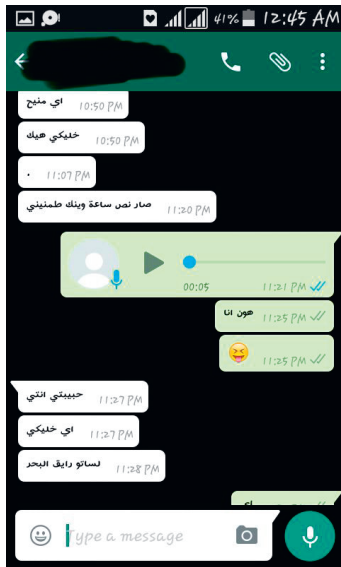 41% 12:45 AM
اي منيح 10:50 PM
خليكي هيك 10:50 PM
. 11:07 PM
صار نص ساعة وينك طمنيني 11:20 PM
00:05 11:21 PM
هون انا 11:25 PM
11:25 PM
حبيبتي انتي 11:27 PM
اي خليكي 11:27 PM
لساتو رايق البحر 11:28 PM
Type a message